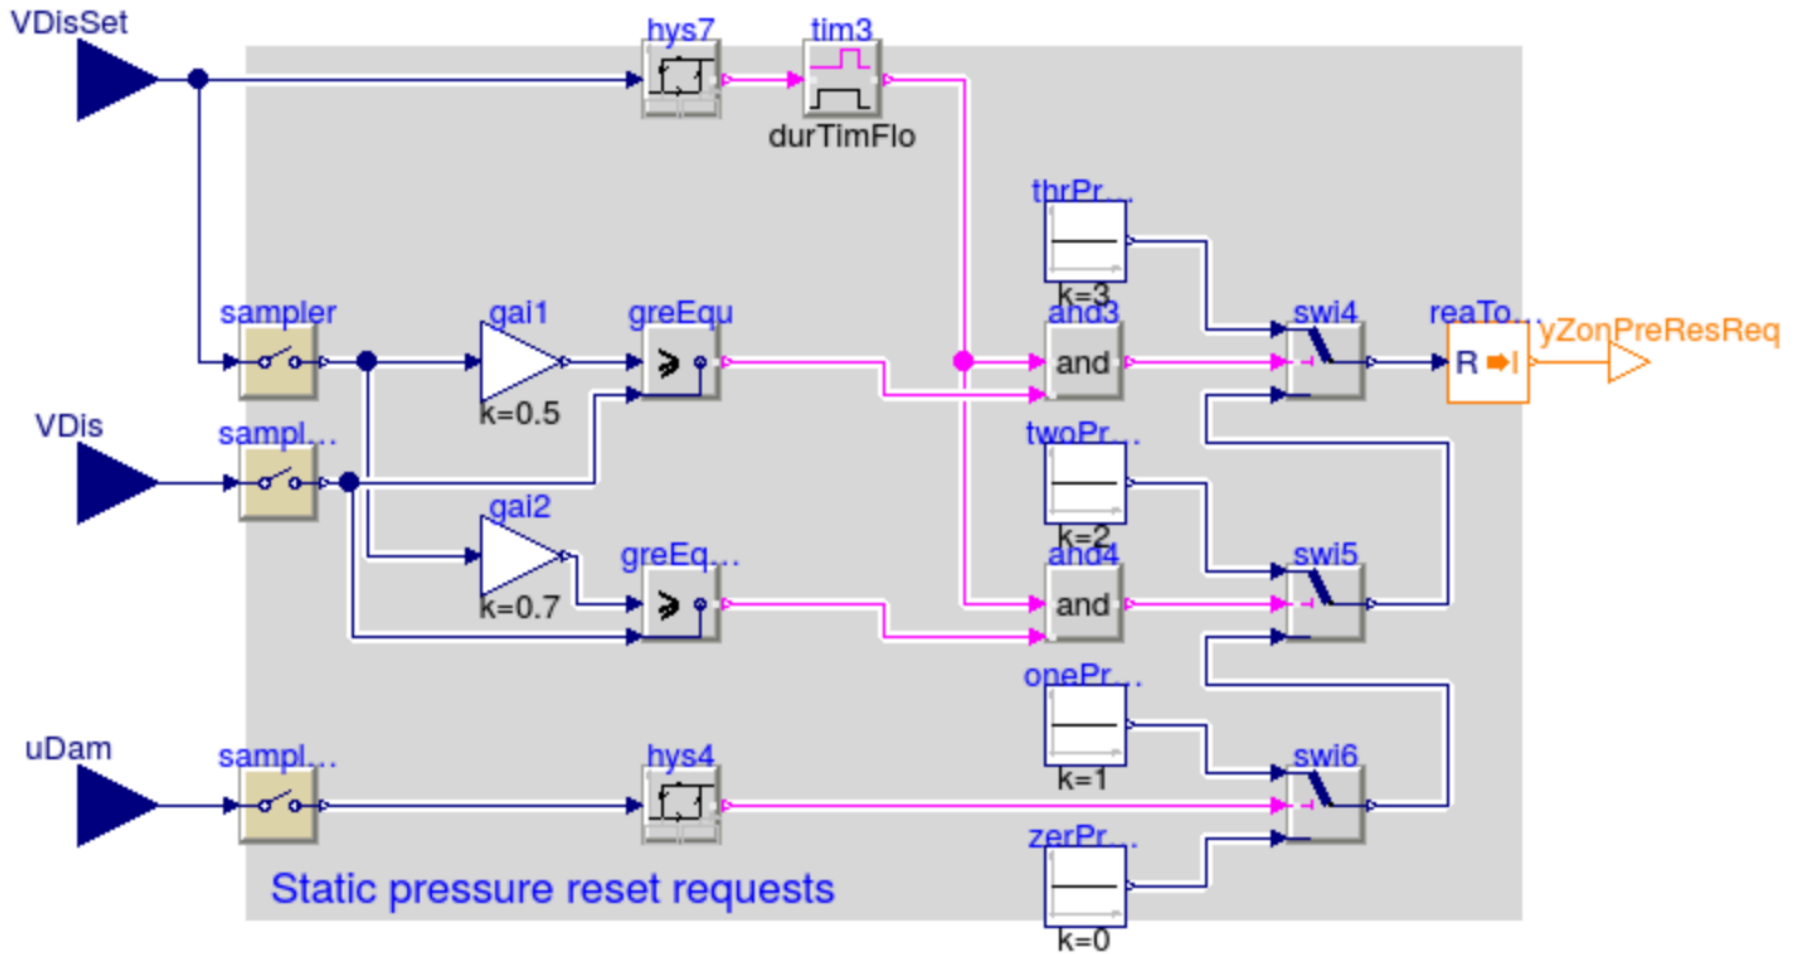 VDisSet
hys7
tim3
durTimFlo
thrPr...
k=3
sampler
gai1
greEqu
and3
swi4
reaTo...
yZonPreResReq
and
R
I
k=0.5
VDis
sampl...
twoPr...
gai2
k=2
greEq...
and4
swi5
k=0.7
and
onePr...
uDam
sampl...
hys4
k=1
swi6
zerPr...
Static pressure reset requests
k=0